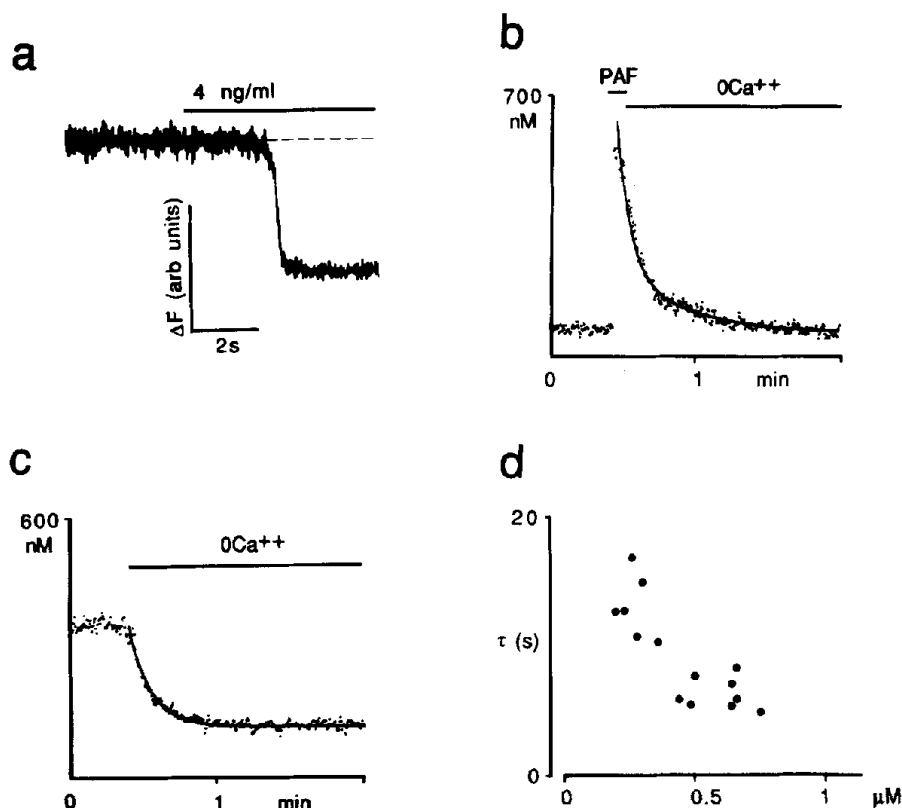 a
4 ng/ml
ΔF (arb units)
2s
b
PAF
0Ca++
700
nM
0
1
min
c
600
nM
0Ca++
0
1
min
d
20
τ (s)
0
0
0.5
1
μM